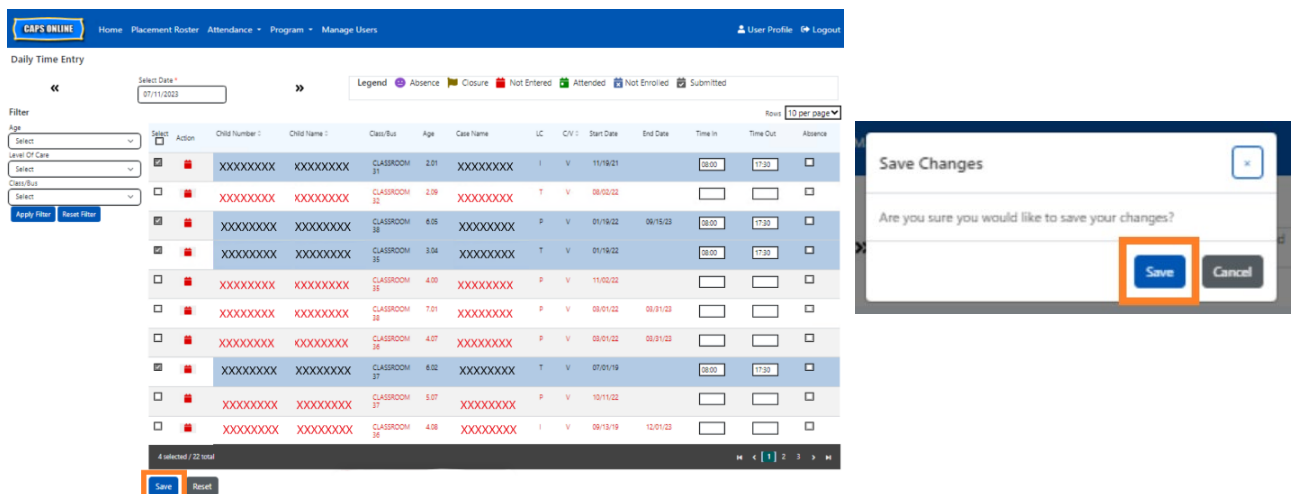 CAPS ONLINE Home Placement Roster Attendance Program Manage Users User Profile Logout
Daily Time Entry
Select Date *
« 07/11/2023 »
Legend Absence Closure Not Entered Attended Not Enrolled Submitted
Filter
Rows 10 per page
Age
Select
Level Of Care
Select
Class/Bus
Select
Apply Filter Reset Filter
Select Action Child Number Child Name Class/Bus Age Case Name LC C/V Start Date End Date Time In Time Out Absence
XXXXXXXX XXXXXXXX CLASSROOM 31 2.01 XXXXXXXX I V 11/19/21 08:00 17:30
XXXXXXXX XXXXXXXX CLASSROOM 32 2.09 XXXXXXXX T V 08/02/22
XXXXXXXX XXXXXXXX CLASSROOM 38 6.05 XXXXXXXX P V 01/19/22 09/15/23 08:00 17:30
XXXXXXXX XXXXXXXX CLASSROOM 35 3.04 XXXXXXXX T V 01/19/22 08:00 17:30
XXXXXXXX XXXXXXXX CLASSROOM 35 4.00 XXXXXXXX P V 11/02/22
XXXXXXXX XXXXXXXX CLASSROOM 38 7.01 XXXXXXXX P V 03/01/22 03/31/23
XXXXXXXX XXXXXXXX CLASSROOM 36 4.07 XXXXXXXX P V 03/01/22 03/31/23
XXXXXXXX XXXXXXXX CLASSROOM 37 6.02 XXXXXXXX T V 07/01/19 08:00 17:30
XXXXXXXX XXXXXXXX CLASSROOM 37 5.07 XXXXXXXX P V 10/11/22
XXXXXXXX XXXXXXXX CLASSROOM 36 4.08 XXXXXXXX I V 09/13/19 12/01/23
4 selected / 22 total 1 2 3
Save Reset
Save Changes ×
Are you sure you would like to save your changes?
Save Cancel